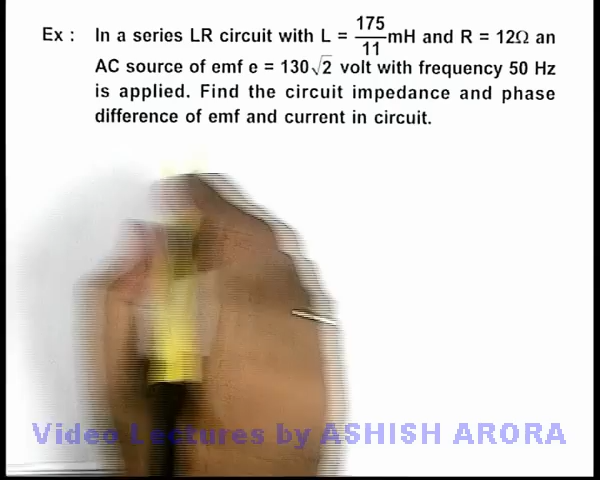 Ex : In a series LR circuit with L = 175/11 mH and R = 12Ω an
AC source of emf e = 130√2 volt with frequency 50 Hz
is applied. Find the circuit impedance and phase
difference of emf and current in circuit.
Video Lectures by ASHISH ARORA